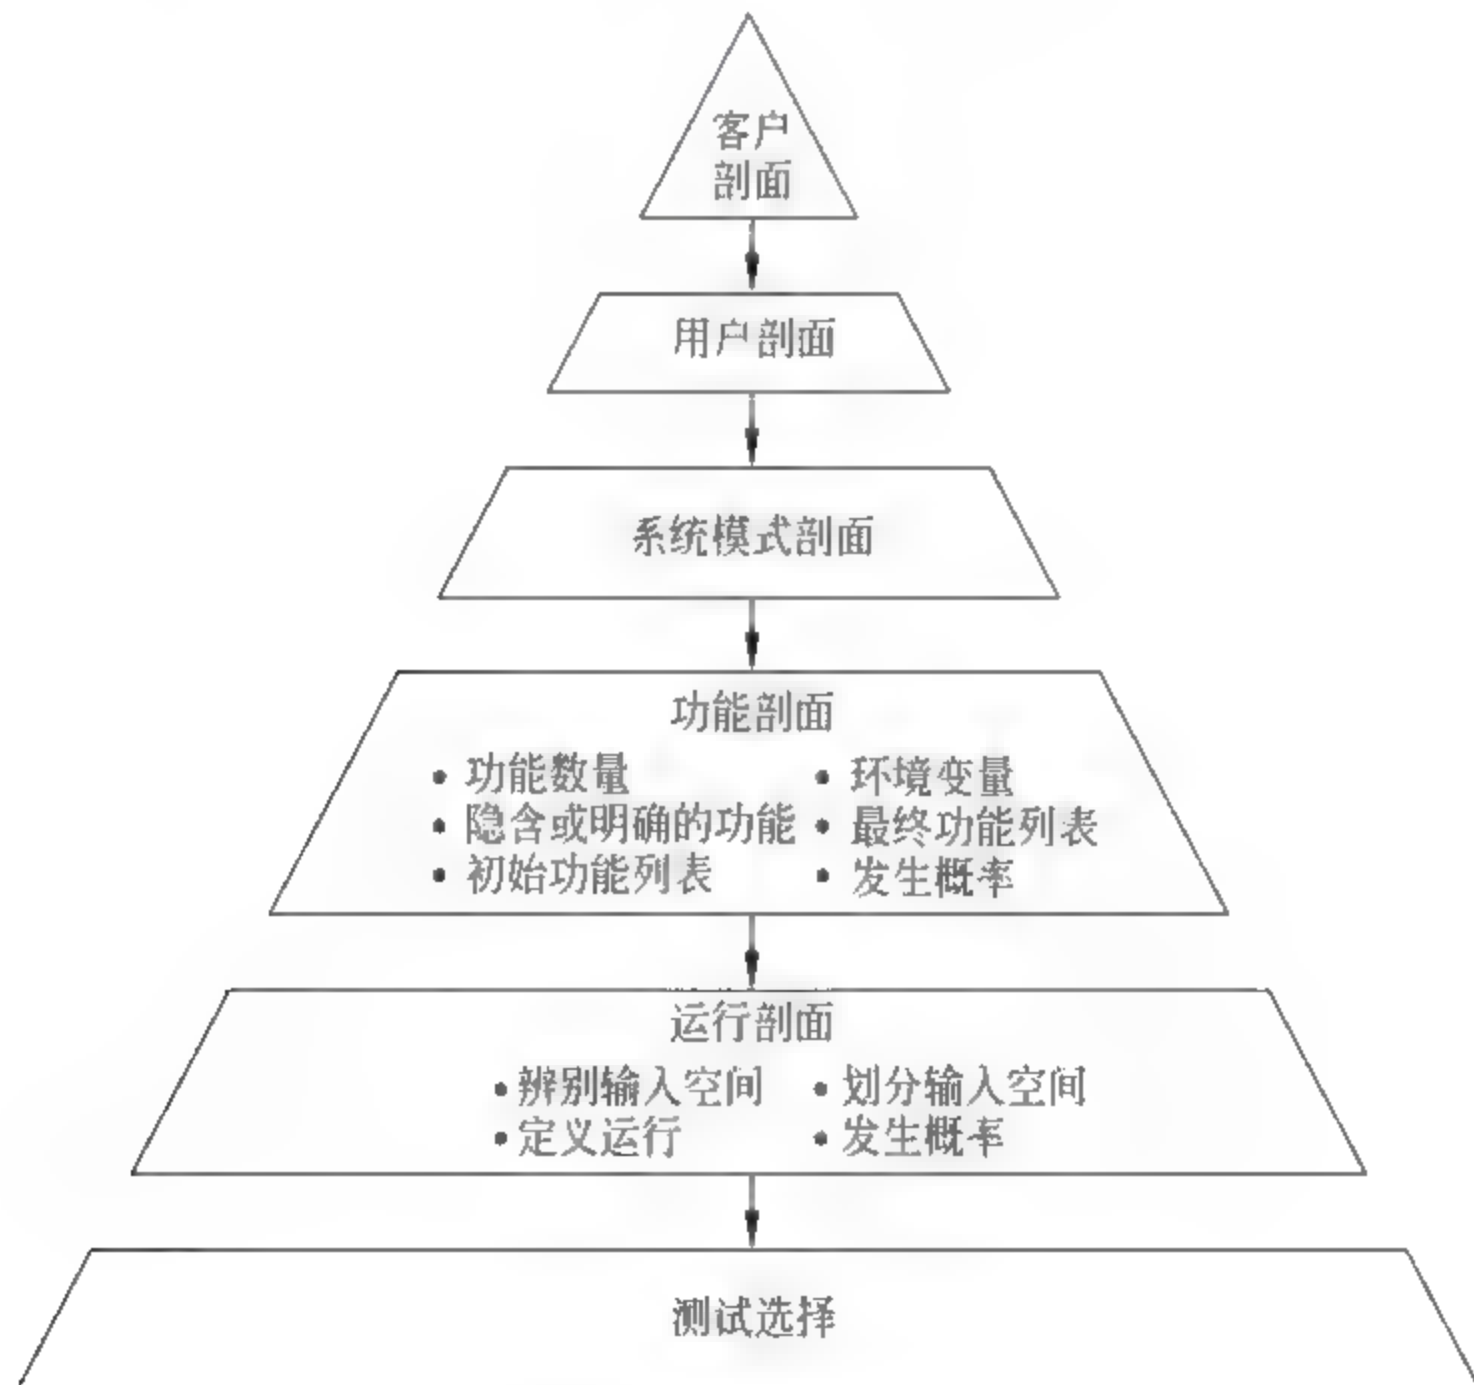 客户
剖面
用户剖面
系统模式剖面
功能剖面
• 功能数量 • 环境变量
• 隐含或明确的功能 • 最终功能列表
• 初始功能列表 • 发生概率
运行剖面
• 辨别输入空间 • 划分输入空间
• 定义运行 • 发生概率
测试选择